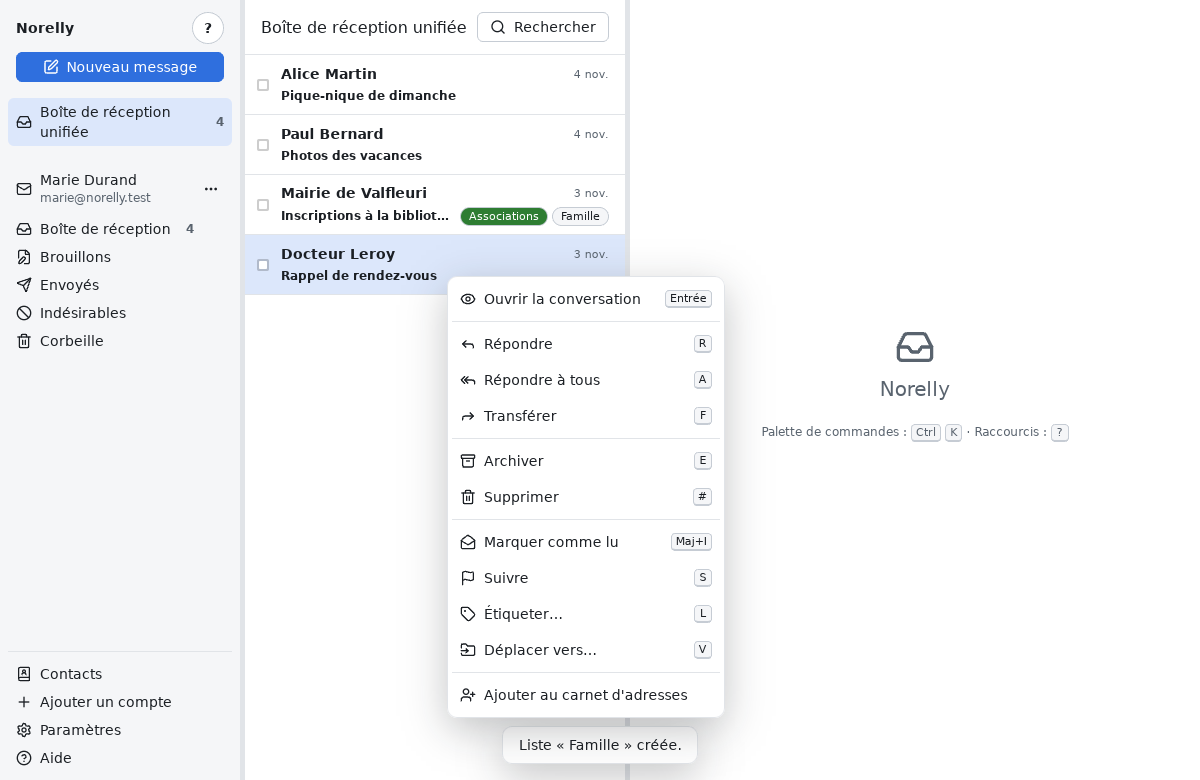 Norelly
?
Nouveau message
Boîte de réception
unifiée
4
Marie Durand
marie@norelly.test
Boîte de réception 4
Brouillons
Envoyés
Indésirables
Corbeille
Contacts
Ajouter un compte
Paramètres
Aide
Boîte de réception unifiée
Rechercher
Alice Martin 4 nov.
Pique-nique de dimanche
Paul Bernard 4 nov.
Photos des vacances
Mairie de Valfleuri 3 nov.
Inscriptions à la bibliot... Associations Famille
Docteur Leroy 3 nov.
Rappel de rendez-vous
Ouvrir la conversation Entrée
Répondre R
Répondre à tous A
Transférer F
Archiver E
Supprimer #
Marquer comme lu Maj+I
Suivre S
Étiqueter... L
Déplacer vers... V
Ajouter au carnet d'adresses
Liste « Famille » créée.
Norelly
Palette de commandes : Ctrl K · Raccourcis : ?